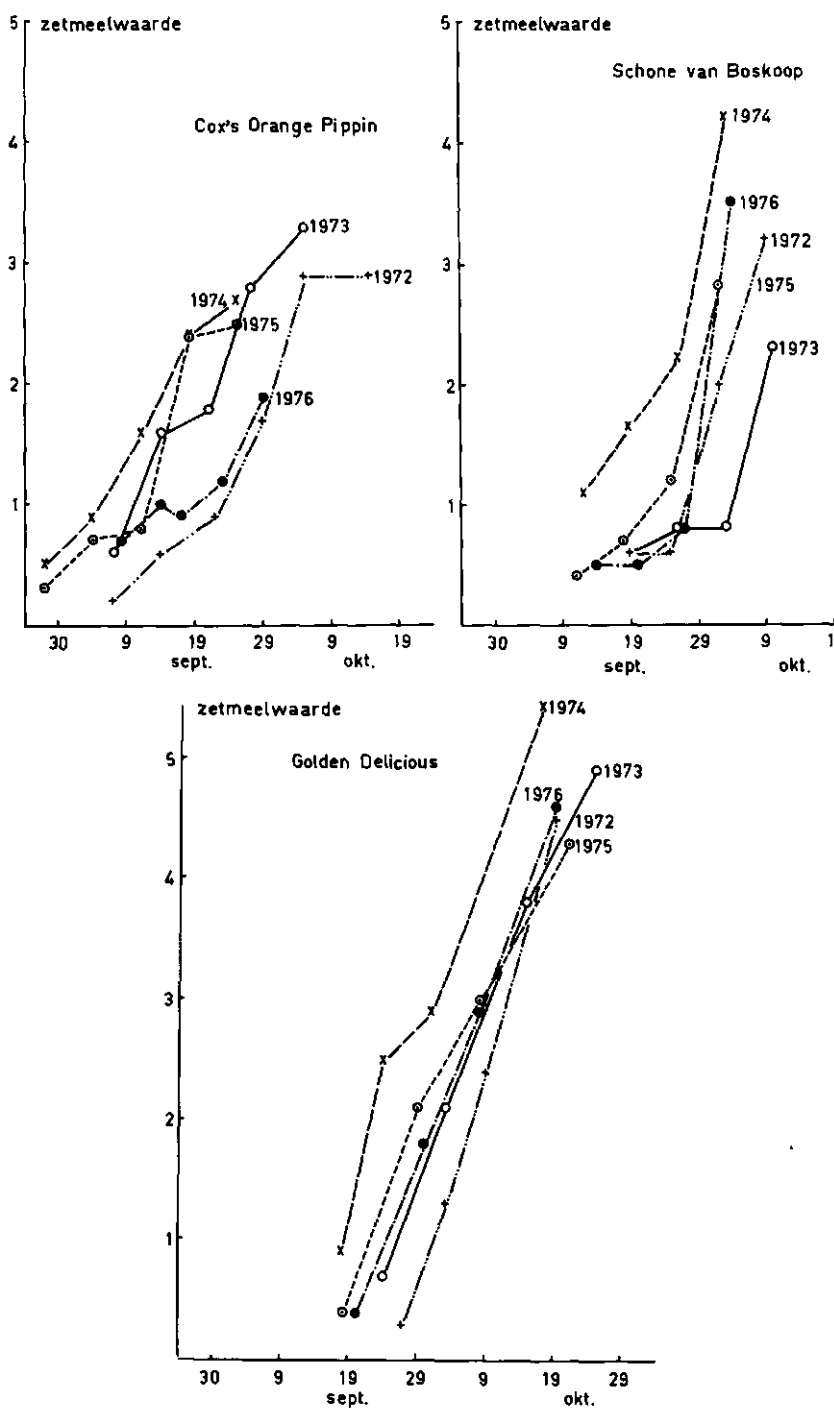 5 zetmeelwaarde
Cox's Orange Pippin
4
1973
3
1972
1974
1975
2
1976
1
30 9 19 29 9 19
sept. okt.
5 zetmeelwaarde
Schone van Boskoop
4
1974
1976
1972
3
1975
1973
2
1
30 9 19 29 9 1
sept. okt.
zetmeelwaarde
1974
5
Golden Delicious
1973
1976
1972
1975
4
3
2
1
30 9 19 29 9 19 29
sept. okt.